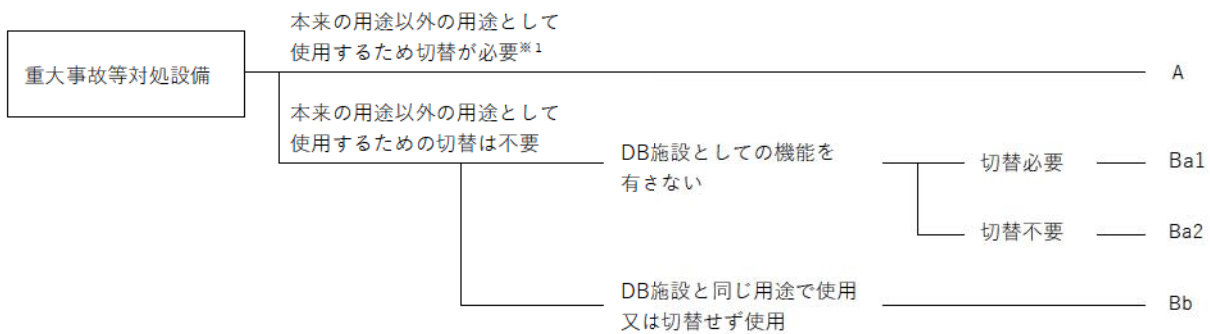 本来の用途以外の用途として
使用するため切替が必要※1
重大事故等対処設備
A
本来の用途以外の用途として
使用するための切替は不要
DB施設としての機能を
有さない
切替必要
Ba1
切替不要
Ba2
DB施設と同じ用途で使用
又は切替せず使用
Bb